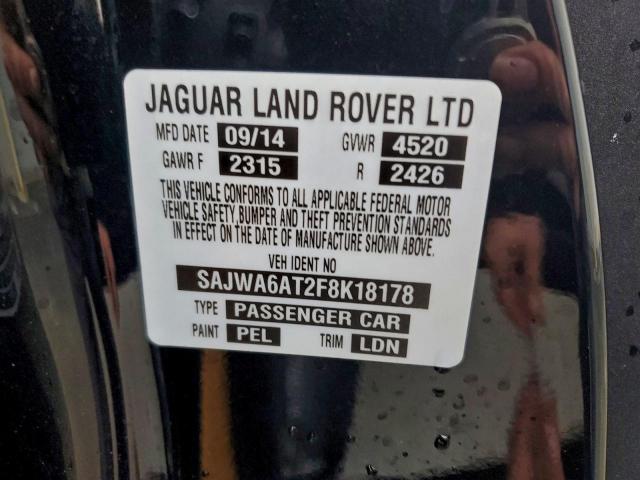 JAGUAR LAND ROVER LTD
MFD DATE 09/14 GVWR 4520
GAWR F 2315 R 2426
THIS VEHICLE CONFORMS TO ALL APPLICABLE FEDERAL MOTOR
VEHICLE SAFETY, BUMPER AND THEFT PREVENTION STANDARDS
IN EFFECT ON THE DATE OF MANUFACTURE SHOWN ABOVE.
VEH IDENT NO
SAJWA6AT2F8K18178
TYPE PASSENGER CAR
PAINT PEL TRIM LDN